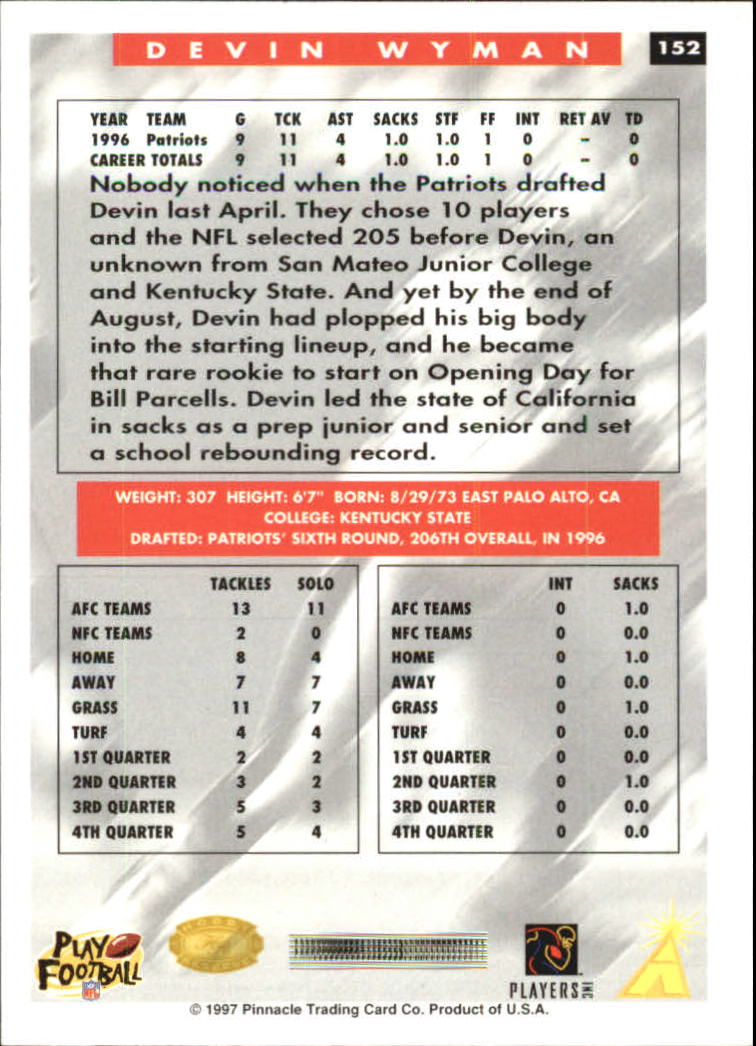 DEVIN WYMAN
152
YEAR TEAM G TCK AST SACKS STF FF INT RET AV TD
1996 Patriots 9 11 4 1.0 1.0 1 0 – 0
CAREER TOTALS 9 11 4 1.0 1.0 1 0 – 0
Nobody noticed when the Patriots drafted
Devin last April. They chose 10 players
and the NFL selected 205 before Devin, an
unknown from San Mateo Junior College
and Kentucky State. And yet by the end of
August, Devin had plopped his big body
into the starting lineup, and he became
that rare rookie to start on Opening Day for
Bill Parcells. Devin led the state of California
in sacks as a prep junior and senior and set
a school rebounding record.
WEIGHT: 307 HEIGHT: 6'7" BORN: 8/29/73 EAST PALO ALTO, CA
COLLEGE: KENTUCKY STATE
DRAFTED: PATRIOTS' SIXTH ROUND, 206TH OVERALL, IN 1996
TACKLES SOLO
AFC TEAMS 13 11
NFC TEAMS 2 0
HOME 8 4
AWAY 7 7
GRASS 11 7
TURF 4 4
1ST QUARTER 2 2
2ND QUARTER 3 2
3RD QUARTER 5 3
4TH QUARTER 5 4
INT SACKS
AFC TEAMS 0 1.0
NFC TEAMS 0 0.0
HOME 0 1.0
AWAY 0 0.0
GRASS 0 1.0
TURF 0 0.0
1ST QUARTER 0 0.0
2ND QUARTER 0 1.0
3RD QUARTER 0 0.0
4TH QUARTER 0 0.0
PLAY
FOOTBALL
NFL
PLAYERS INC
© 1997 Pinnacle Trading Card Co. Product of U.S.A.